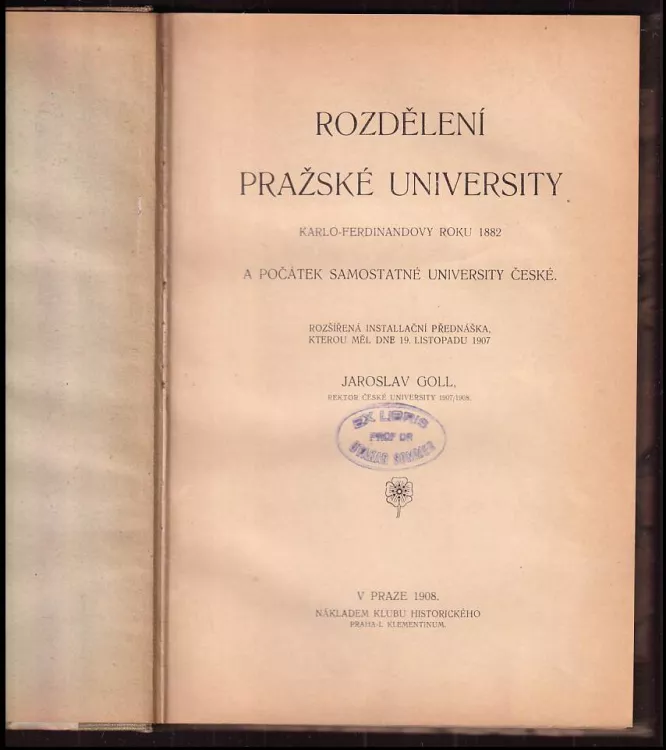 ROZDĚLENÍ
PRAŽSKÉ UNIVERSITY
KARLO-FERDINANDOVY ROKU 1882
A POČÁTEK SAMOSTATNÉ UNIVERSITY ČESKÉ.
ROZŠÍŘENÁ INSTALLAČNÍ PŘEDNÁŠKA,
KTEROU MĚL DNE 19. LISTOPADU 1907
JAROSLAV GOLL,
REKTOR ČESKÉ UNIVERSITY 1907/1908.
EX LIBRIS
PROF DR
V PRAZE 1908.
NÁKLADEM KLUBU HISTORICKÉHO
PRAHA-I. KLEMENTINUM.